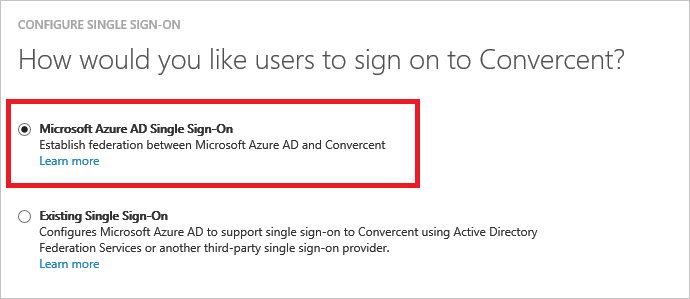 CONFIGURE SINGLE SIGN-ON
How would you like users to sign on to Convercent?
Microsoft Azure AD Single Sign-On
Establish federation between Microsoft Azure AD and Convercent
Learn more
Existing Single Sign-On
Configures Microsoft Azure AD to support single sign-on to Convercent using Active Directory
Federation Services or another third-party single sign-on provider.
Learn more